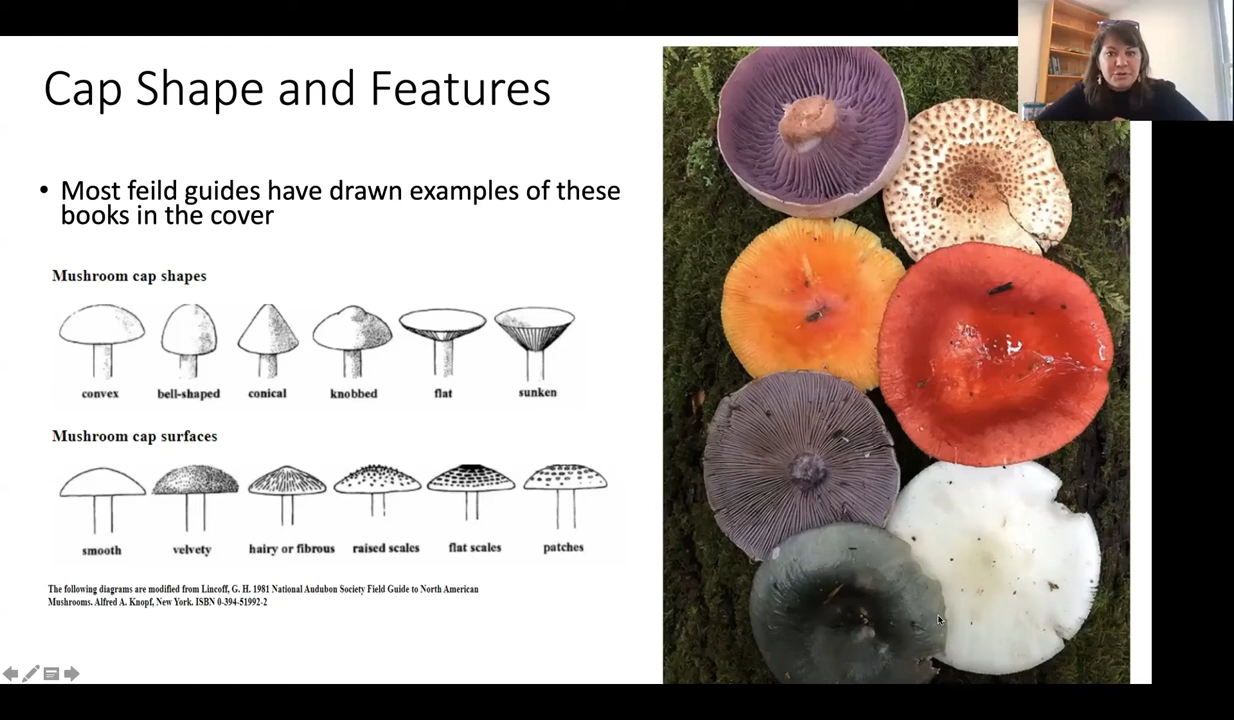 Cap Shape and Features
• Most feild guides have drawn examples of these
books in the cover
Mushroom cap shapes
convex bell-shaped conical knobbed flat sunken
Mushroom cap surfaces
smooth velvety hairy or fibrous raised scales flat scales patches
The following diagrams are modified from Lincoff, G. H. 1981 National Audubon Society Field Guide to North American
Mushrooms. Alfred A. Knopf, New York. ISBN 0-394-51992-2